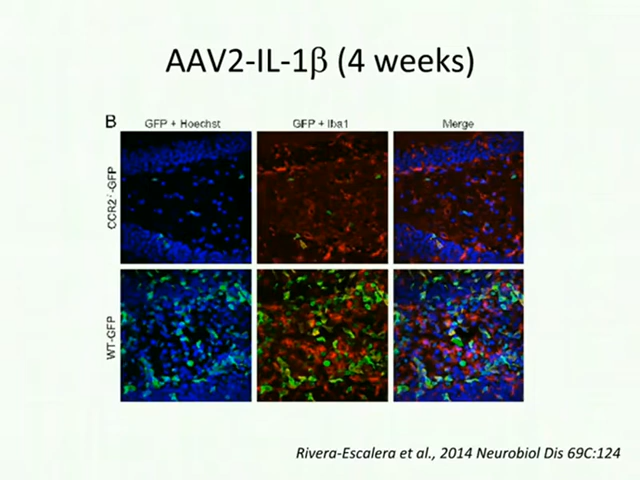 AAV2-IL-1β (4 weeks)
B
GFP + Hoechst GFP + Iba1 Merge
CCR2⁻/⁻-GFP
WT-GFP
Rivera-Escalera et al., 2014 Neurobiol Dis 69C:124